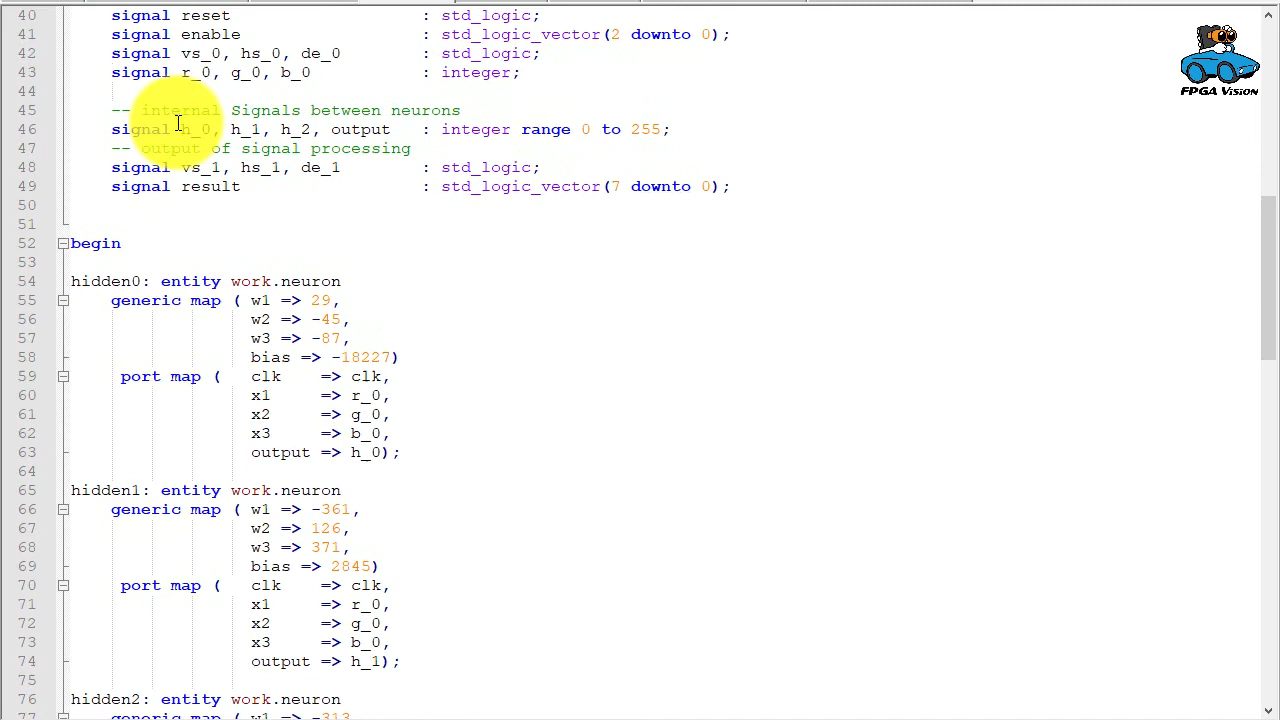 40 signal reset : std_logic;
41 signal enable : std_logic_vector(2 downto 0);
42 signal vs_0, hs_0, de_0 : std_logic;
43 signal r_0, g_0, b_0 : integer;
44
45 -- internal Signals between neurons
46 signal h_0, h_1, h_2, output : integer range 0 to 255;
47 -- output of signal processing
48 signal vs_1, hs_1, de_1 : std_logic;
49 signal result : std_logic_vector(7 downto 0);
50
51
52 begin
53
54 hidden0: entity work.neuron
55 generic map ( w1 => 29,
56 w2 => -45,
57 w3 => -87,
58 bias => -18227)
59 port map ( clk => clk,
60 x1 => r_0,
61 x2 => g_0,
62 x3 => b_0,
63 output => h_0);
64
65 hidden1: entity work.neuron
66 generic map ( w1 => -361,
67 w2 => 126,
68 w3 => 371,
69 bias => 2845)
70 port map ( clk => clk,
71 x1 => r_0,
72 x2 => g_0,
73 x3 => b_0,
74 output => h_1);
75
76 hidden2: entity work.neuron
77 generic map ( w1 => -313
FPGA Vision